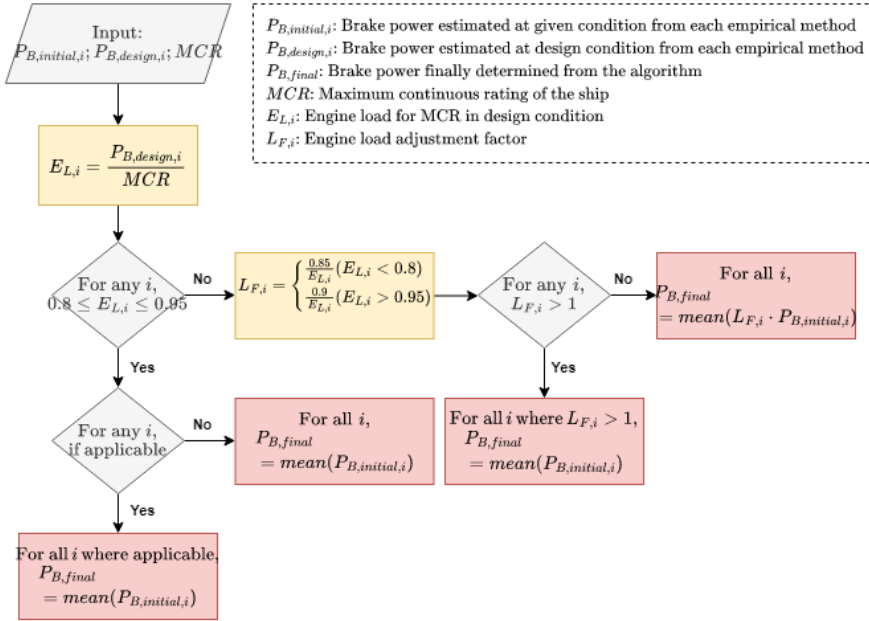 Input:
P_{B,initial,i}; P_{B,design,i}; MCR
P_{B,initial,i}: Brake power estimated at given condition from each empirical method
P_{B,design,i}: Brake power estimated at design condition from each empirical method
P_{B,final}: Brake power finally determined from the algorithm
MCR: Maximum continuous rating of the ship
E_{L,i}: Engine load for MCR in design condition
L_{F,i}: Engine load adjustment factor
E_{L,i} = \frac{P_{B,design,i}}{MCR}
For any i,
0.8 ≤ E_{L,i} ≤ 0.95
No
L_{F,i} = { \frac{0.85}{E_{L,i}} (E_{L,i} < 0.8)
\frac{0.9}{E_{L,i}} (E_{L,i} > 0.95)
For any i,
L_{F,i} > 1
No
For all i,
P_{B,final}
= mean(L_{F,i} · P_{B,initial,i})
Yes
Yes
For any i,
if applicable
No
For all i,
P_{B,final}
= mean(P_{B,initial,i})
For all i where L_{F,i} > 1,
P_{B,final}
= mean(P_{B,initial,i})
Yes
For all i where applicable,
P_{B,final}
= mean(P_{B,initial,i})